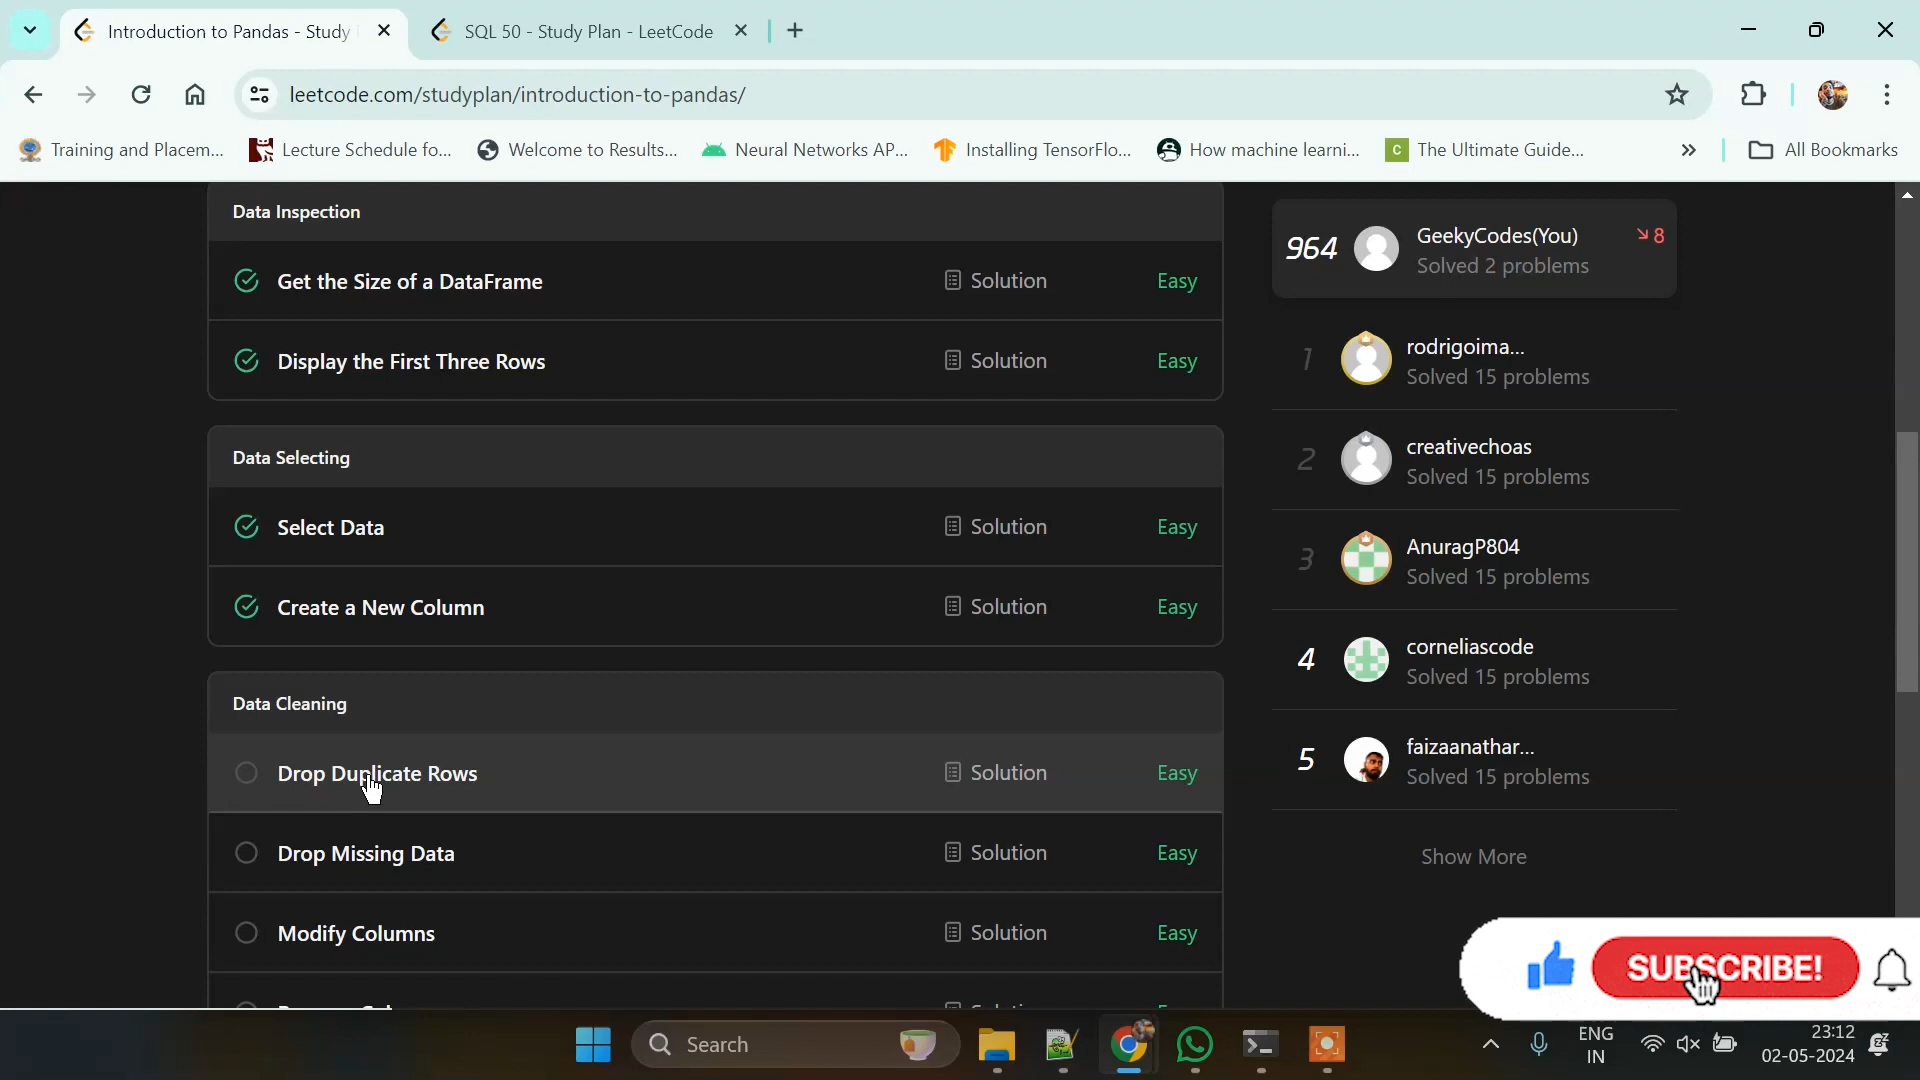 Introduction to Pandas - Study
SQL 50 - Study Plan - LeetCode
leetcode.com/studyplan/introduction-to-pandas/
Training and Placem...
Lecture Schedule fo...
Welcome to Results...
Neural Networks AP...
Installing TensorFlo...
How machine learni...
C The Ultimate Guide...
All Bookmarks
Data Inspection
Get the Size of a DataFrame Solution Easy
Display the First Three Rows Solution Easy
Data Selecting
Select Data Solution Easy
Create a New Column Solution Easy
Data Cleaning
Drop Duplicate Rows Solution Easy
Drop Missing Data Solution Easy
Modify Columns Solution Easy
964 GeekyCodes(You) 8
Solved 2 problems
1 rodrigoima...
Solved 15 problems
2 creativechoas
Solved 15 problems
3 AnuragP804
Solved 15 problems
4 corneliascode
Solved 15 problems
5 faizaanathar...
Solved 15 problems
Show More
SUBSCRIBE!
Search
ENG
IN
23:12
02-05-2024